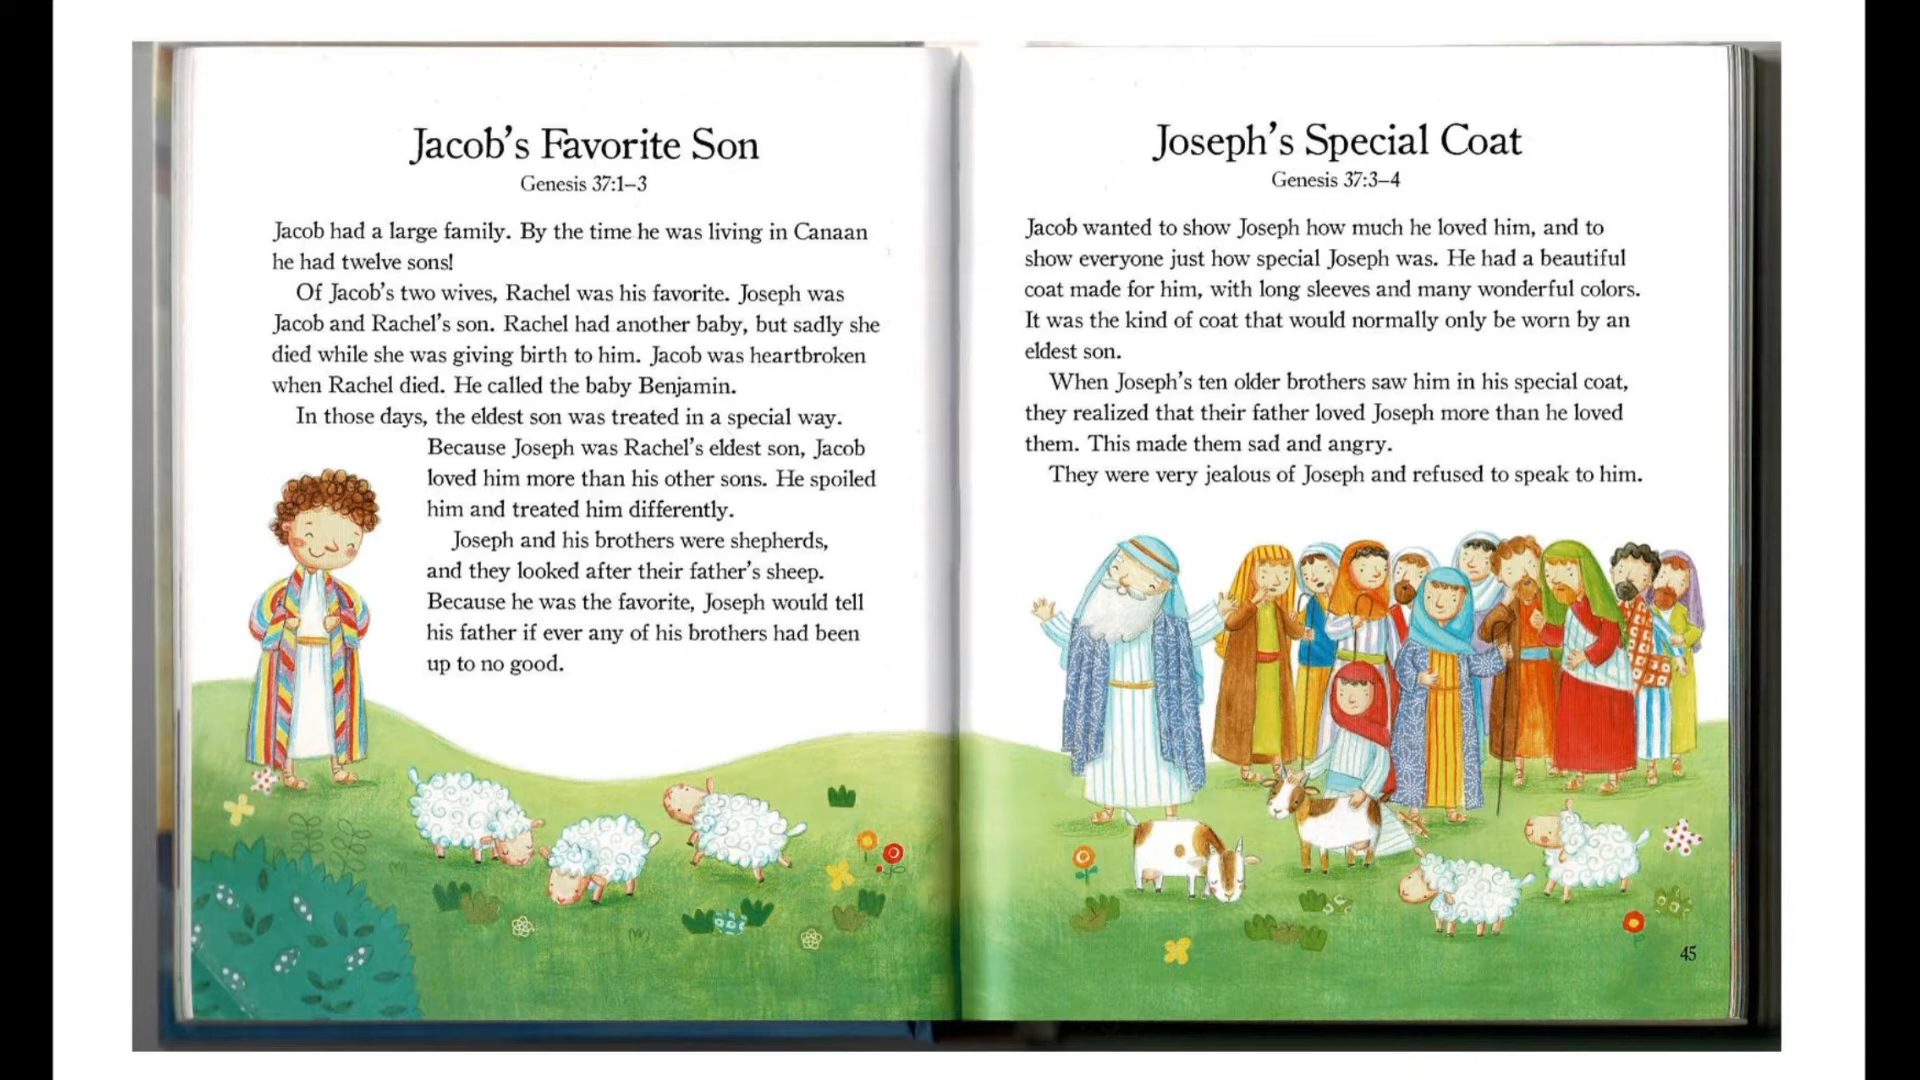 Jacob's Favorite Son
Genesis 37:1–3
Jacob had a large family. By the time he was living in Canaan
he had twelve sons!
Of Jacob's two wives, Rachel was his favorite. Joseph was
Jacob and Rachel's son. Rachel had another baby, but sadly she
died while she was giving birth to him. Jacob was heartbroken
when Rachel died. He called the baby Benjamin.
In those days, the eldest son was treated in a special way.
Because Joseph was Rachel's eldest son, Jacob
loved him more than his other sons. He spoiled
him and treated him differently.
Joseph and his brothers were shepherds,
and they looked after their father's sheep.
Because he was the favorite, Joseph would tell
his father if ever any of his brothers had been
up to no good.
Joseph's Special Coat
Genesis 37:3–4
Jacob wanted to show Joseph how much he loved him, and to
show everyone just how special Joseph was. He had a beautiful
coat made for him, with long sleeves and many wonderful colors.
It was the kind of coat that would normally only be worn by an
eldest son.
When Joseph's ten older brothers saw him in his special coat,
they realized that their father loved Joseph more than he loved
them. This made them sad and angry.
They were very jealous of Joseph and refused to speak to him.
45